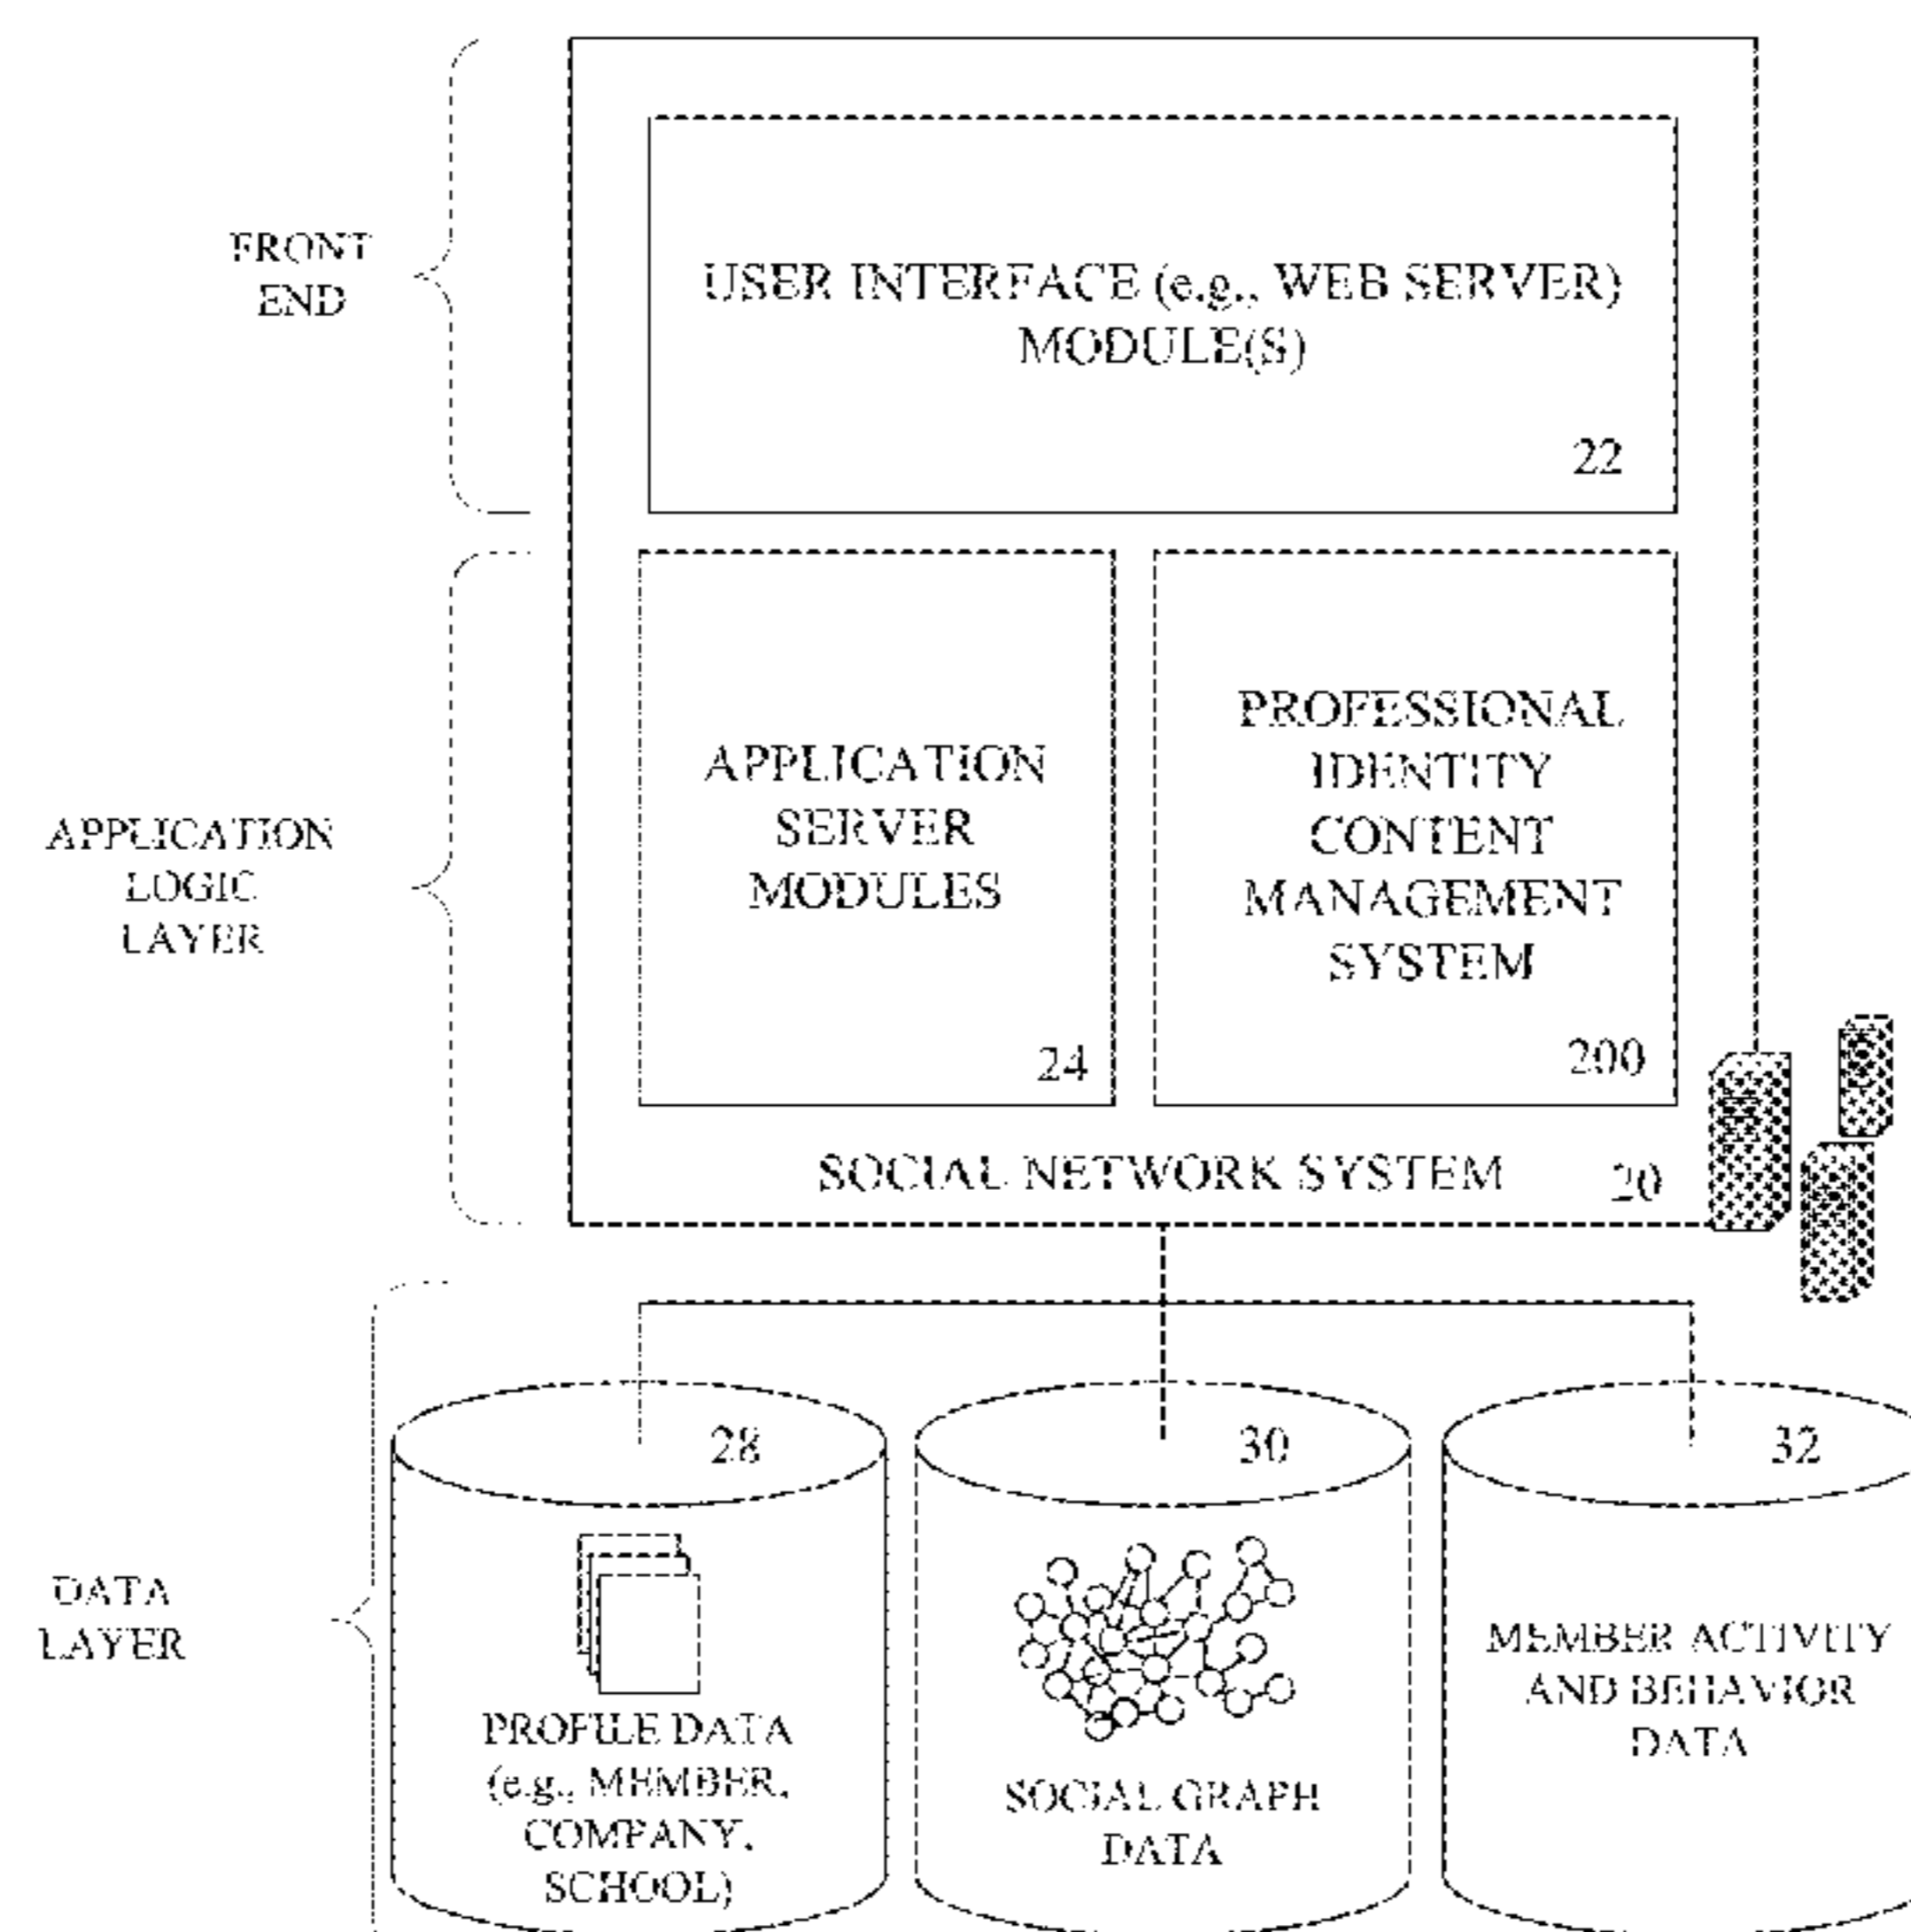 FRONT
END
USER INTERFACE (e.g., WEB SERVER)
MODULE(S)
22
APPLICATION
LOGIC
LAYER
APPLICATION
SERVER
MODULES
24
PROFESSIONAL
IDENTITY
CONTENT
MANAGEMENT
SYSTEM
200
SOCIAL NETWORK SYSTEM
20
DATA
LAYER
28
PROFILE DATA
(e.g., MEMBER,
COMPANY,
SCHOOL)
30
SOCIAL GRAPH
DATA
32
MEMBER ACTIVITY
AND BEHAVIOR
DATA